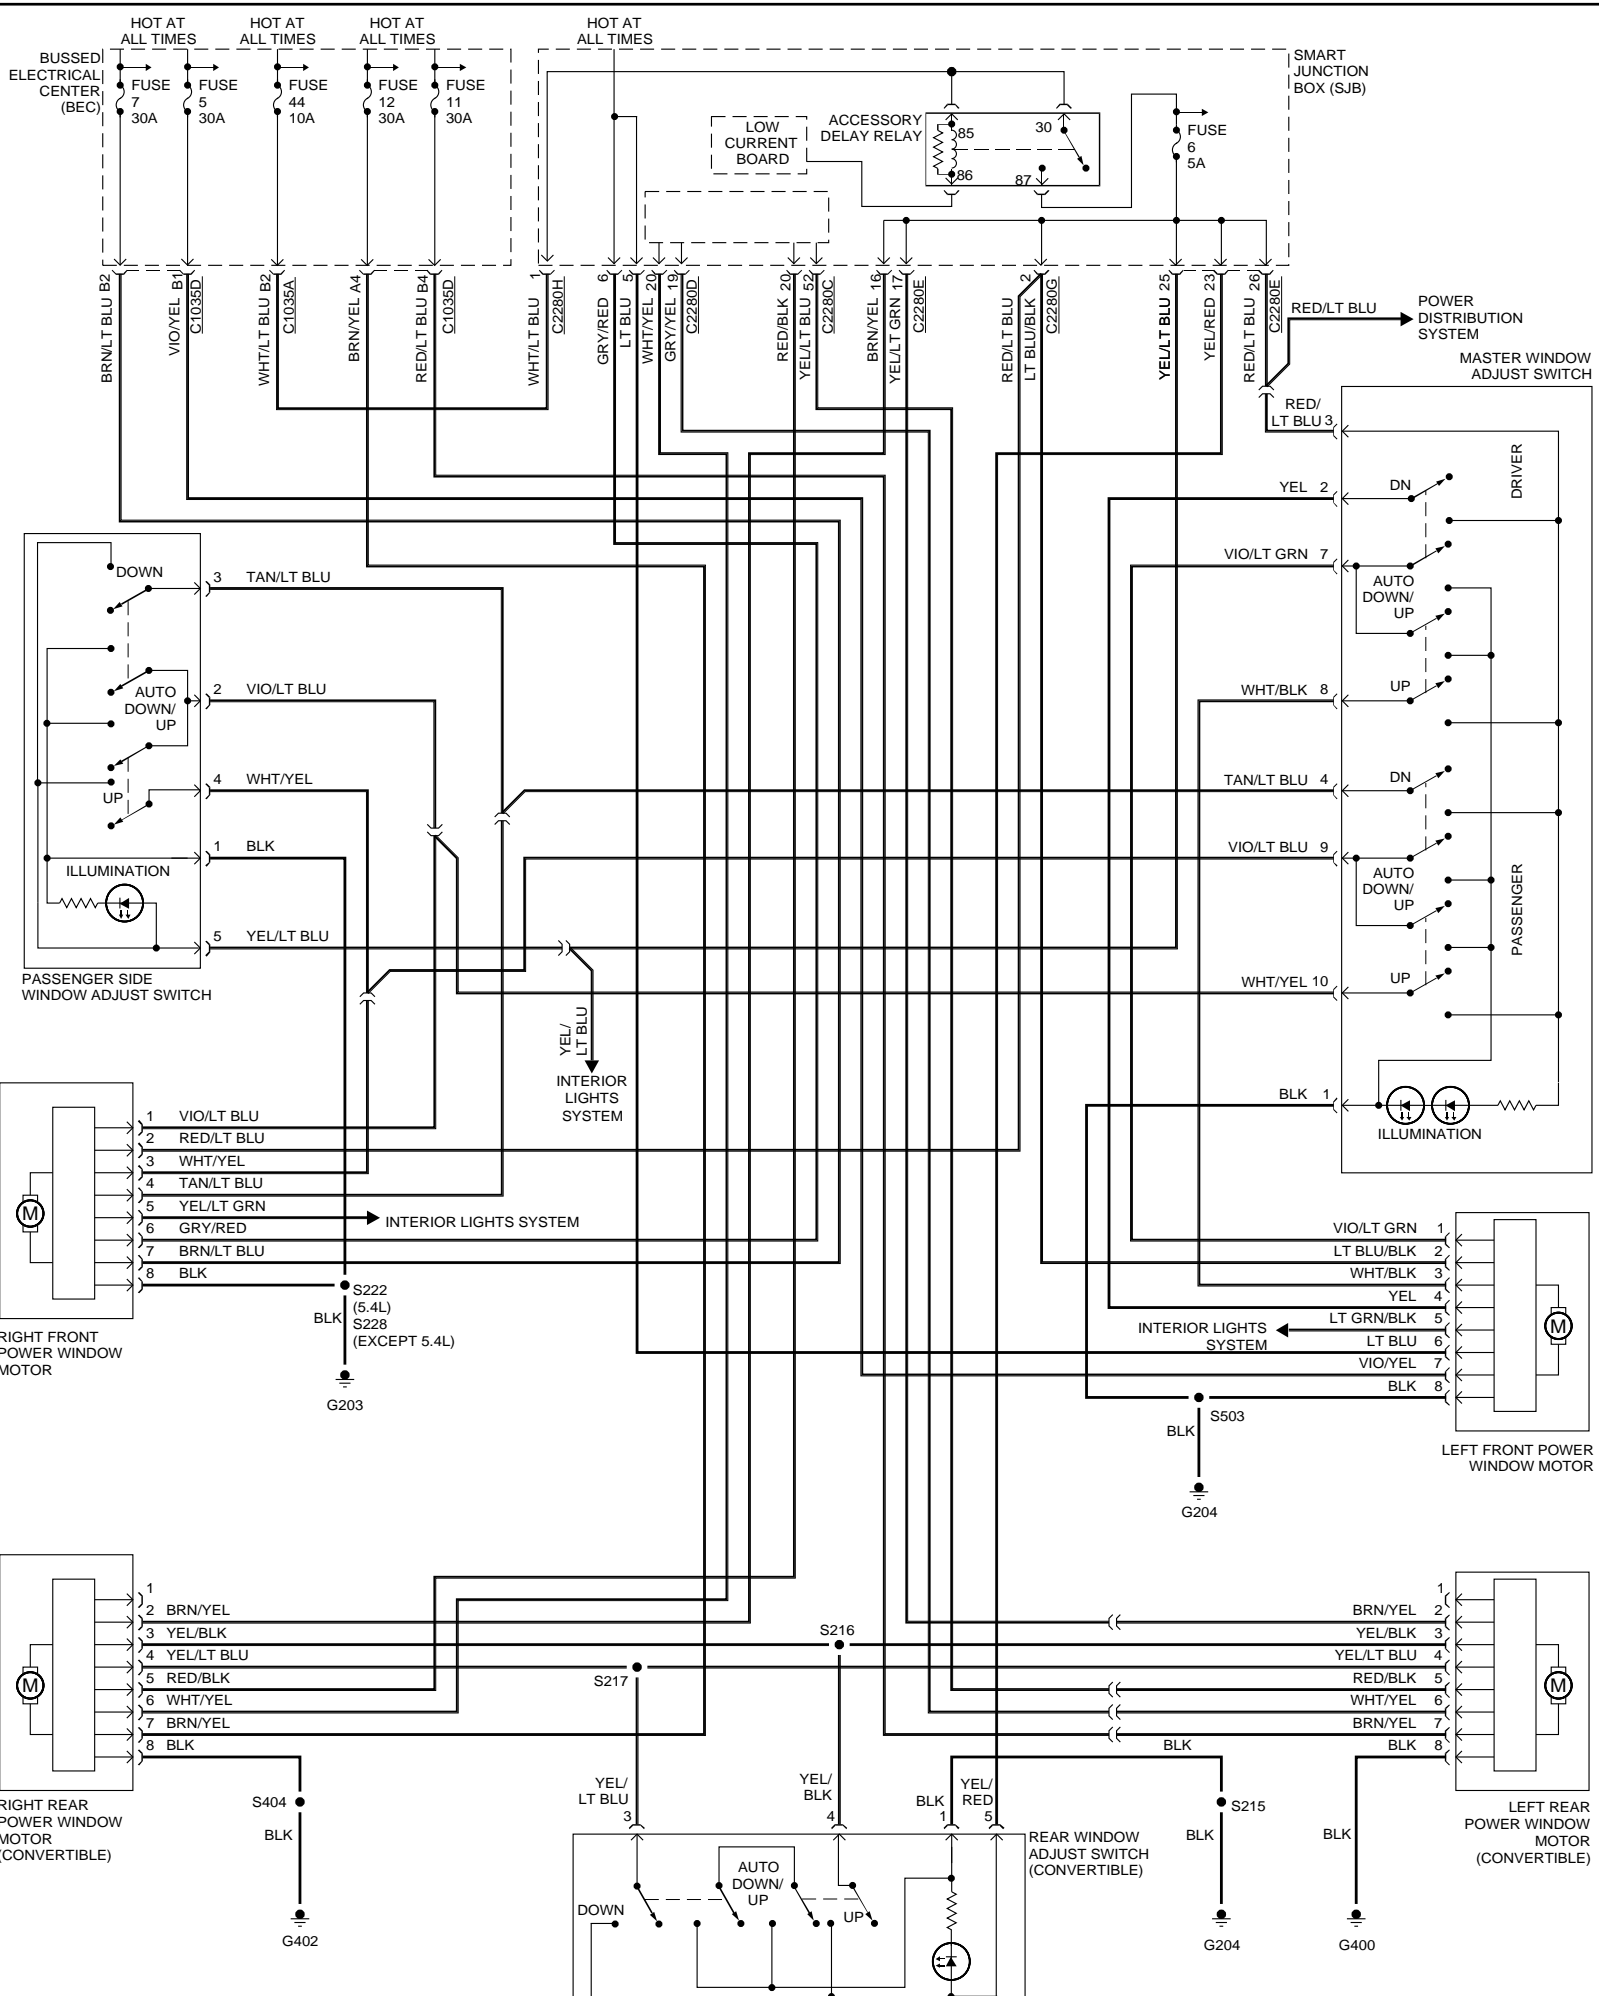 HOT AT
ALL TIMES
HOT AT
ALL TIMES
HOT AT
ALL TIMES
HOT AT
ALL TIMES
BUSSED
ELECTRICAL
CENTER
(BEC)
FUSE
7
30A
FUSE
5
30A
FUSE
44
10A
FUSE
12
30A
FUSE
11
30A
LOW
CURRENT
BOARD
ACCESSORY
DELAY RELAY
85
86
30
87
FUSE
6
5A
SMART
JUNCTION
BOX (SJB)
BRN/LT BLU B2
VIO/YEL B1
C1035D
WHT/LT BLU B2
C1035A
BRN/YEL A4
RED/LT BLU B4
C1035D
WHT/LT BLU 1
C2280H
GRY/RED 6
LT BLU 5
WHT/YEL 20
GRY/YEL 19
C2280D
RED/BLK 20
YEL/LT BLU 52
C2280C
BRN/YEL 16
YEL/LT GRN 17
C2280E
RED/LT BLU
LT BLU/BLK 2
C2280G
YEL/LT BLU 25
YEL/RED 23
RED/LT BLU 26
C2280E
RED/LT BLU
POWER
DISTRIBUTION
SYSTEM
MASTER WINDOW
ADJUST SWITCH
RED/
LT BLU 3
YEL 2
VIO/LT GRN 7
WHT/BLK 8
TAN/LT BLU 4
VIO/LT BLU 9
WHT/YEL 10
BLK 1
DN
AUTO
DOWN/
UP
UP
DRIVER
DN
AUTO
DOWN/
UP
UP
PASSENGER
ILLUMINATION
DOWN
AUTO
DOWN/
UP
UP
ILLUMINATION
3 TAN/LT BLU
2 VIO/LT BLU
4 WHT/YEL
1 BLK
5 YEL/LT BLU
PASSENGER SIDE
WINDOW ADJUST SWITCH
YEL/
LT BLU
INTERIOR
LIGHTS
SYSTEM
M
1 VIO/LT BLU
2 RED/LT BLU
3 WHT/YEL
4 TAN/LT BLU
5 YEL/LT GRN
6 GRY/RED
7 BRN/LT BLU
8 BLK
INTERIOR LIGHTS SYSTEM
RIGHT FRONT
POWER WINDOW
MOTOR
S222
(5.4L)
S228
(EXCEPT 5.4L)
BLK
G203
VIO/LT GRN 1
LT BLU/BLK 2
WHT/BLK 3
YEL 4
LT GRN/BLK 5
LT BLU 6
VIO/YEL 7
BLK 8
INTERIOR LIGHTS
SYSTEM
M
LEFT FRONT POWER
WINDOW MOTOR
S503
BLK
G204
M
1
2 BRN/YEL
3 YEL/BLK
4 YEL/LT BLU
5 RED/BLK
6 WHT/YEL
7 BRN/YEL
8 BLK
RIGHT REAR
POWER WINDOW
MOTOR
(CONVERTIBLE)
S404
BLK
G402
S216
S217
1
BRN/YEL 2
YEL/BLK 3
YEL/LT BLU 4
RED/BLK 5
WHT/YEL 6
BRN/YEL 7
BLK 8
M
LEFT REAR
POWER WINDOW
MOTOR
(CONVERTIBLE)
BLK
S215
BLK
G204
BLK
G400
YEL/
LT BLU
3
YEL/
BLK
4
BLK
1
YEL/
RED
5
REAR WINDOW
ADJUST SWITCH
(CONVERTIBLE)
DOWN
AUTO
DOWN/
UP
UP